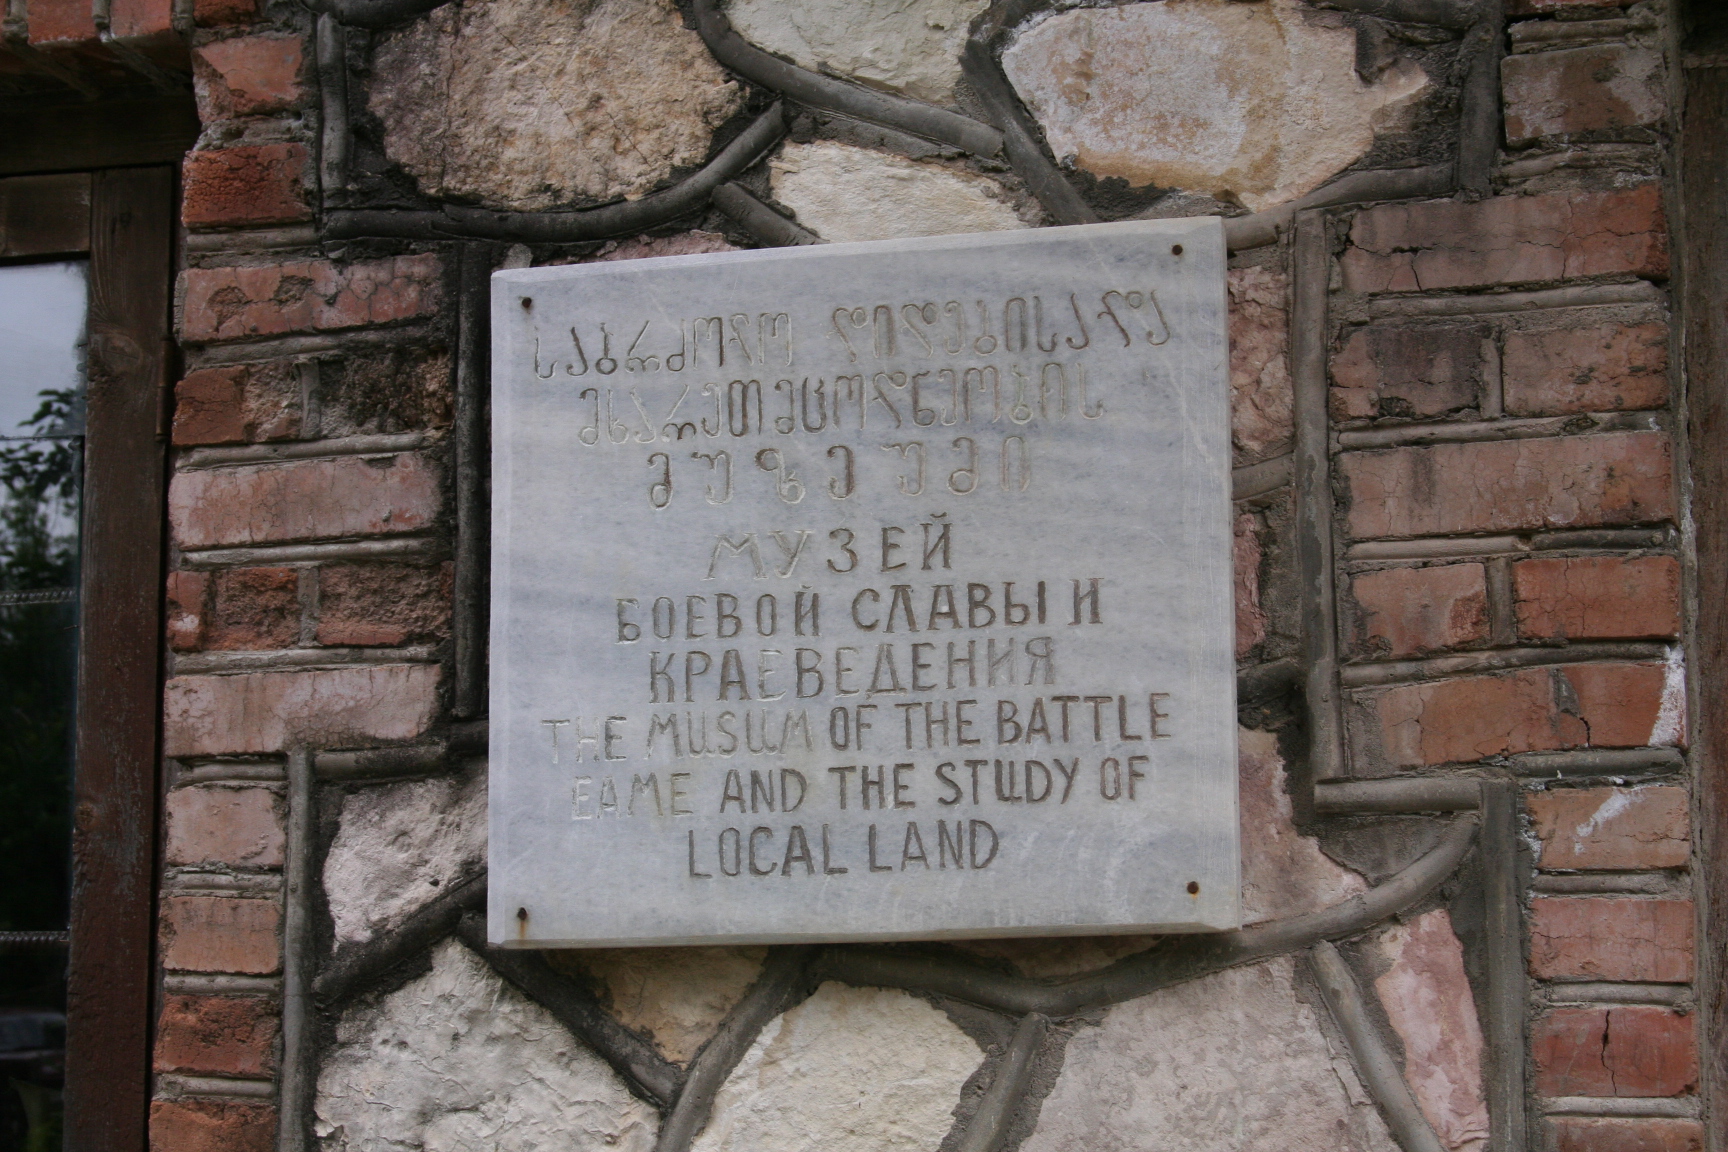 საბრძოლო დიდებისა და
მხარეთმცოდნეობის
მუზეუმი
МУЗЕЙ
БОЕВОЙ СЛАВЫ И
КРАЕВЕДЕНИЯ
THE MUSUM OF THE BATTLE
EAME AND THE STUDY OF
LOCAL LAND